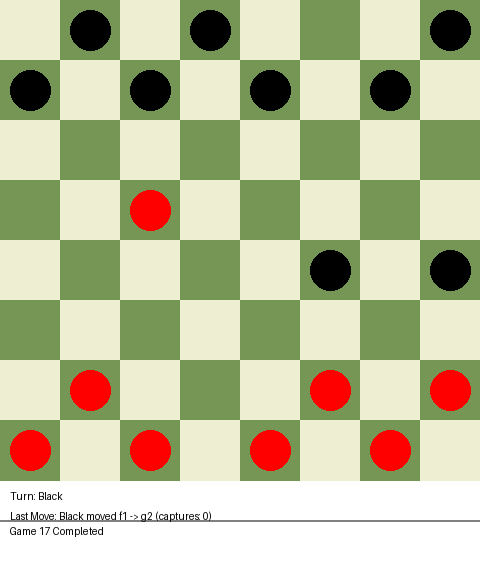 Turn: Black
Last Move: Black moved f1 -> g2 (captures: 0)
Game 17 Completed